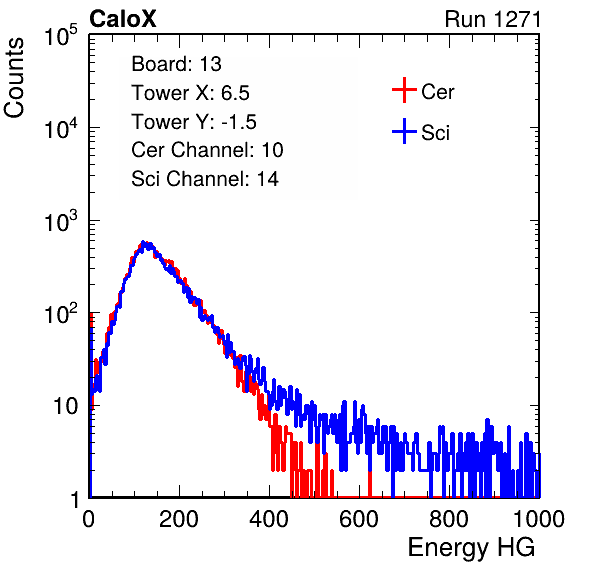 CaloX Run 1271
Counts
Board: 13
Tower X: 6.5
Tower Y: -1.5
Cer Channel: 10
Sci Channel: 14
Cer
Sci
10^5
10^4
10^3
10^2
10
1
0 200 400 600 800 1000
Energy HG